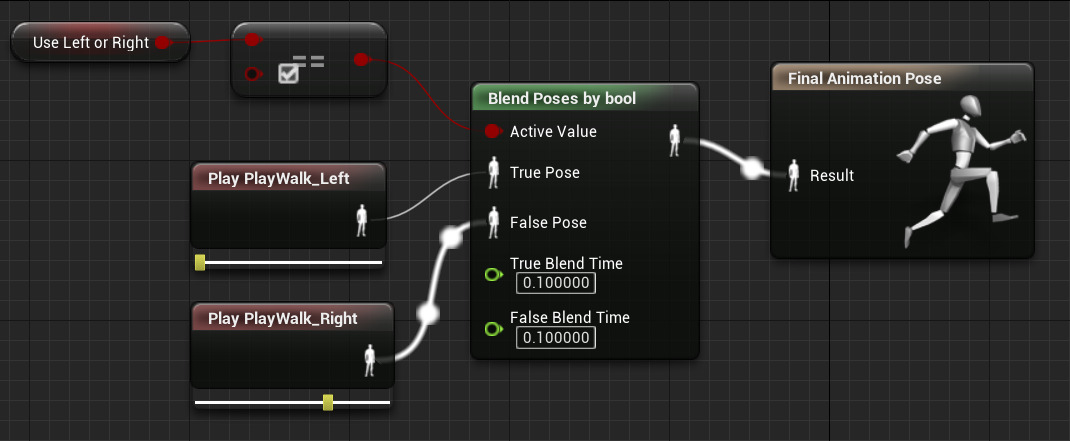 Use Left or Right
==
Blend Poses by bool
Active Value
True Pose
False Pose
True Blend Time
0.100000
False Blend Time
0.100000
Play PlayWalk_Left
Play PlayWalk_Right
Final Animation Pose
Result